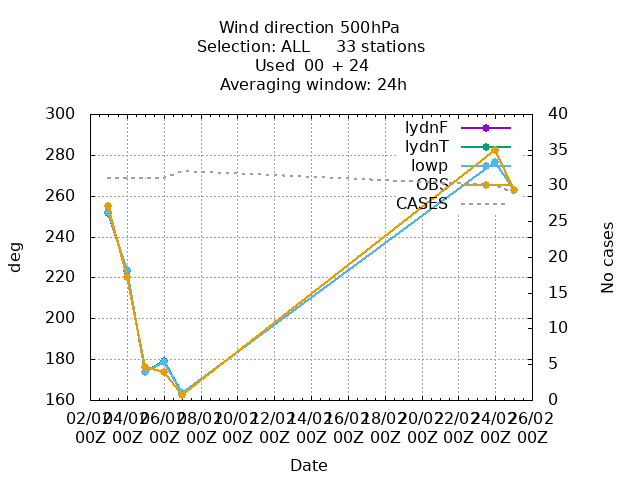 Wind direction 500hPa
Selection: ALL 33 stations
Used 00 + 24
Averaging window: 24h
300
280
260
240
220
200
180
160
deg
40
35
30
25
20
15
10
5
0
No cases
lydnF
lydnT
lowp
OBS
CASES
02/02 04/02 06/02 08/02 10/02 12/02 14/02 16/02 18/02 20/02 22/02 24/02 26/02
00Z 00Z 00Z 00Z 00Z 00Z 00Z 00Z 00Z 00Z 00Z 00Z 00Z
Date